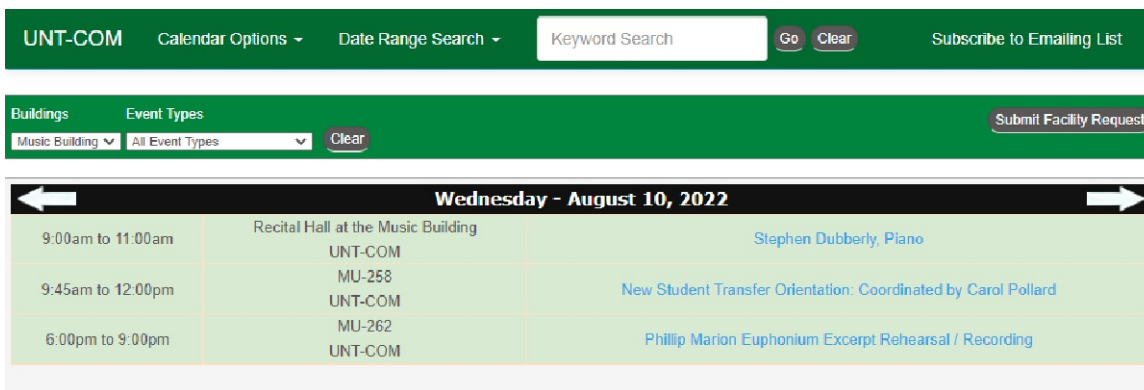 UNT-COM Calendar Options Date Range Search Keyword Search Go Clear Subscribe to Emailing List
Buildings Event Types
Submit Facility Request
Music Building All Event Types Clear
Wednesday - August 10, 2022
9:00am to 11:00am Recital Hall at the Music Building UNT-COM Stephen Dubberly, Piano
9:45am to 12:00pm MU-258 UNT-COM New Student Transfer Orientation: Coordinated by Carol Pollard
6:00pm to 9:00pm MU-262 UNT-COM Phillip Marion Euphonium Excerpt Rehearsal / Recording